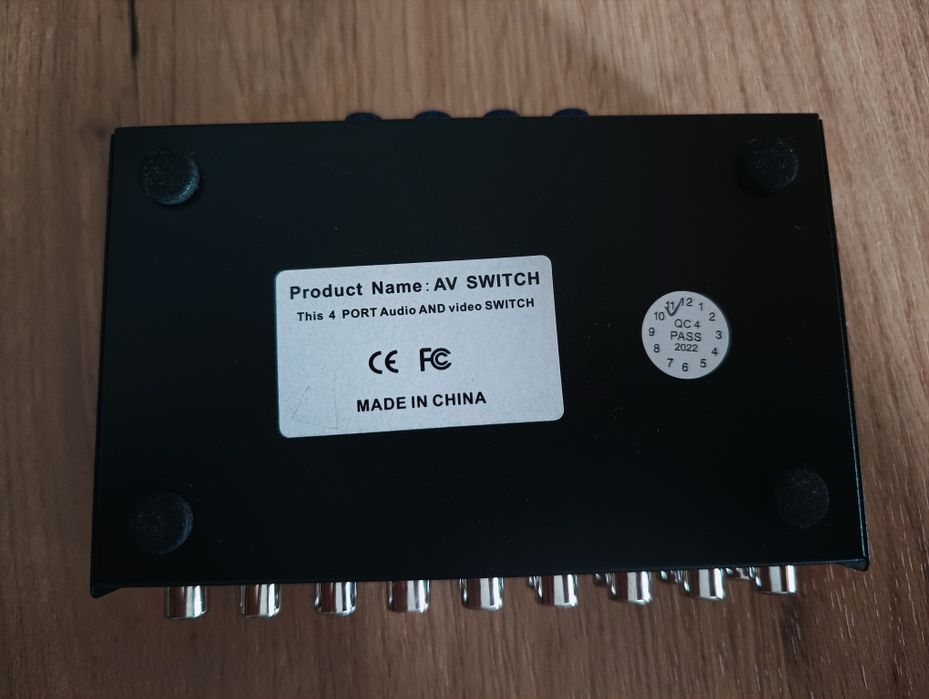 Product Name: AV SWITCH
This 4 PORT Audio AND video SWITCH
CE FC
MADE IN CHINA
12 1 2 3 4 5 6 7 8 9 10 11
QC 4
PASS
2022